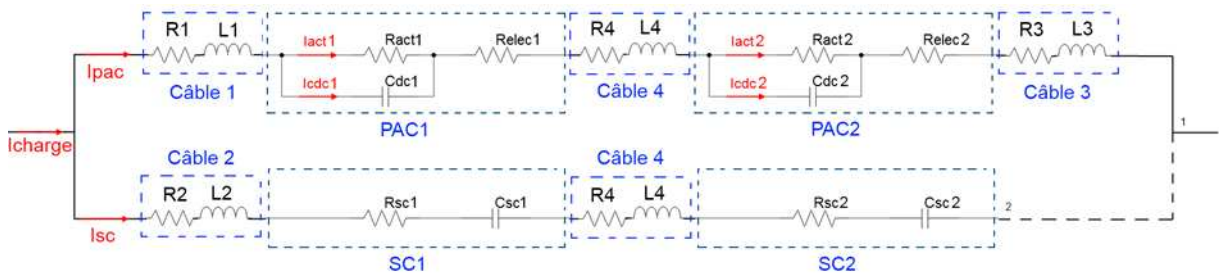 R1 L1
Iact1 Ract1 Relec1
R4 L4
Iact2 Ract2 Relec2
R3 L3
Ipac
Icdc1 Cdc1
Icdc2 Cdc2
Câble 1
PAC1
Câble 4
PAC2
Câble 3
1
Icharge
Câble 2
Câble 4
R2 L2
Rsc1 Csc1
R4 L4
Rsc2 Csc2
2
Isc
SC1
SC2